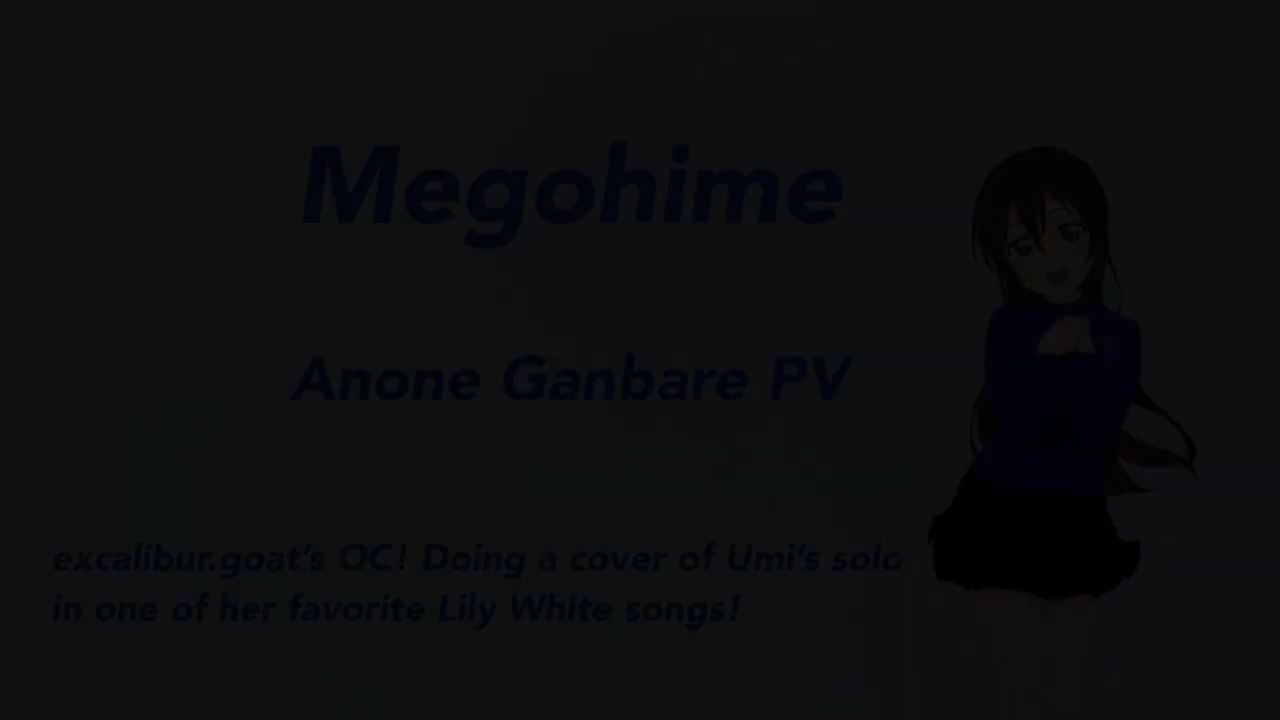 Megohime
Anone Ganbare PV
excalibur.goat's OC! Doing a cover of Umi's solo
in one of her favorite Lily White songs!